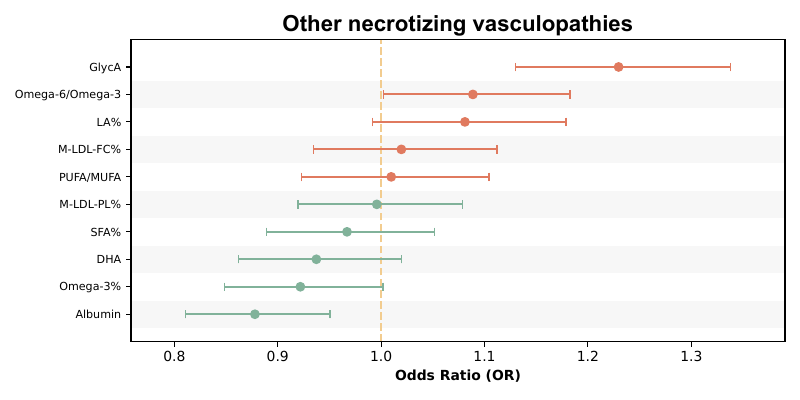 Other necrotizing vasculopathies
GlycA
Omega-6/Omega-3
LA%
M-LDL-FC%
PUFA/MUFA
M-LDL-PL%
SFA%
DHA
Omega-3%
Albumin
0.8 0.9 1.0 1.1 1.2 1.3
Odds Ratio (OR)